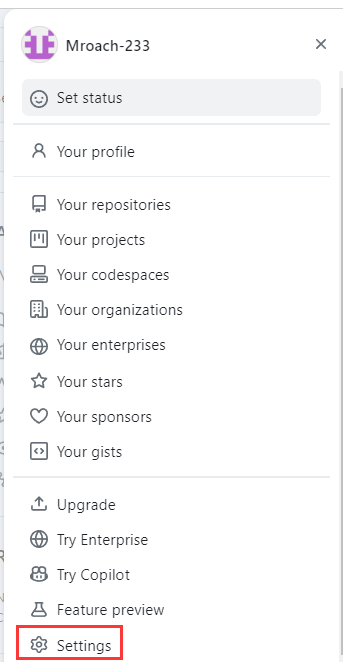 Mroach-233
Set status
Your profile
Your repositories
Your projects
Your codespaces
Your organizations
Your enterprises
Your stars
Your sponsors
Your gists
Upgrade
Try Enterprise
Try Copilot
Feature preview
Settings